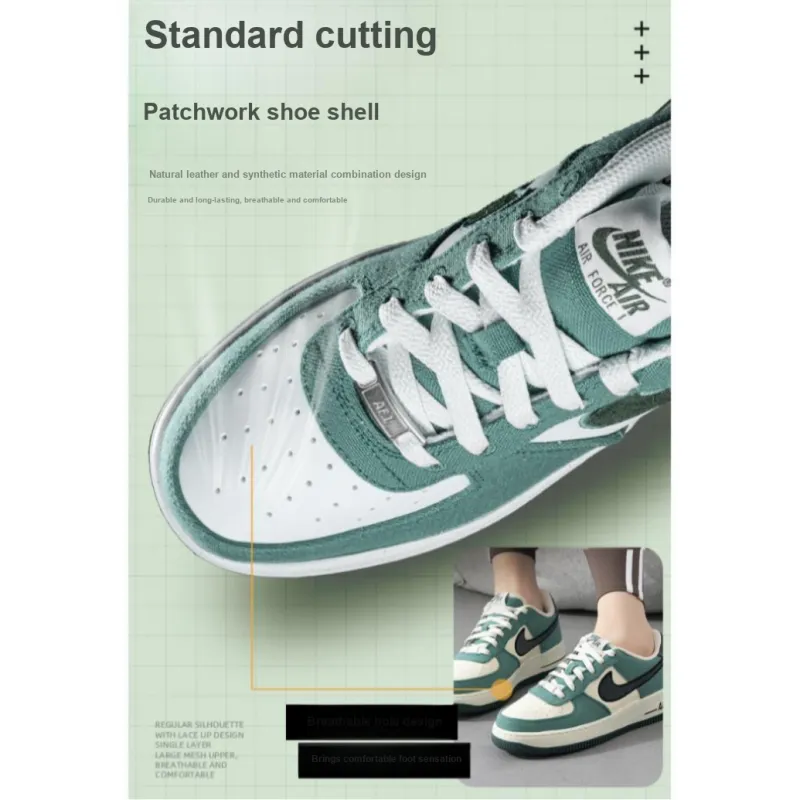 Standard cutting
Patchwork shoe shell
Natural leather and synthetic material combination design
Durable and long-lasting, breathable and comfortable
NIKE
AIR
AIR FORCE 1
AF1
REGULAR SILHOUETTE
WITH LACE UP DESIGN
SINGLE LAYER
LARGE MESH UPPER,
BREATHABLE AND
COMFORTABLE
Breathable hole design
Brings comfortable foot sensation